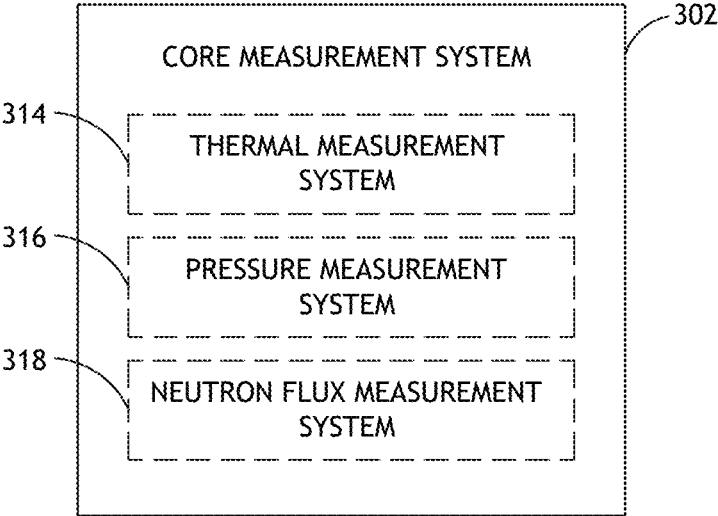 302
CORE MEASUREMENT SYSTEM
314
THERMAL MEASUREMENT
SYSTEM
316
PRESSURE MEASUREMENT
SYSTEM
318
NEUTRON FLUX MEASUREMENT
SYSTEM